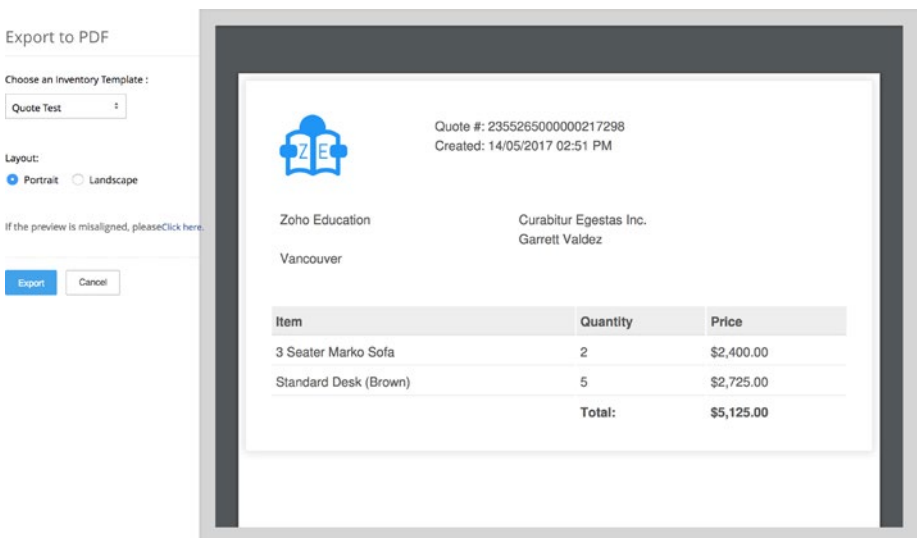 Export to PDF
Choose an Inventory Template :
Quote Test
Layout:
Portrait Landscape
If the preview is misaligned, pleaseClick here.
Export Cancel
Z E
Quote #: 2355265000000217298
Created: 14/05/2017 02:51 PM
Zoho Education
Vancouver
Curabitur Egestas Inc.
Garrett Valdez
Item Quantity Price
3 Seater Marko Sofa 2 $2,400.00
Standard Desk (Brown) 5 $2,725.00
Total: $5,125.00